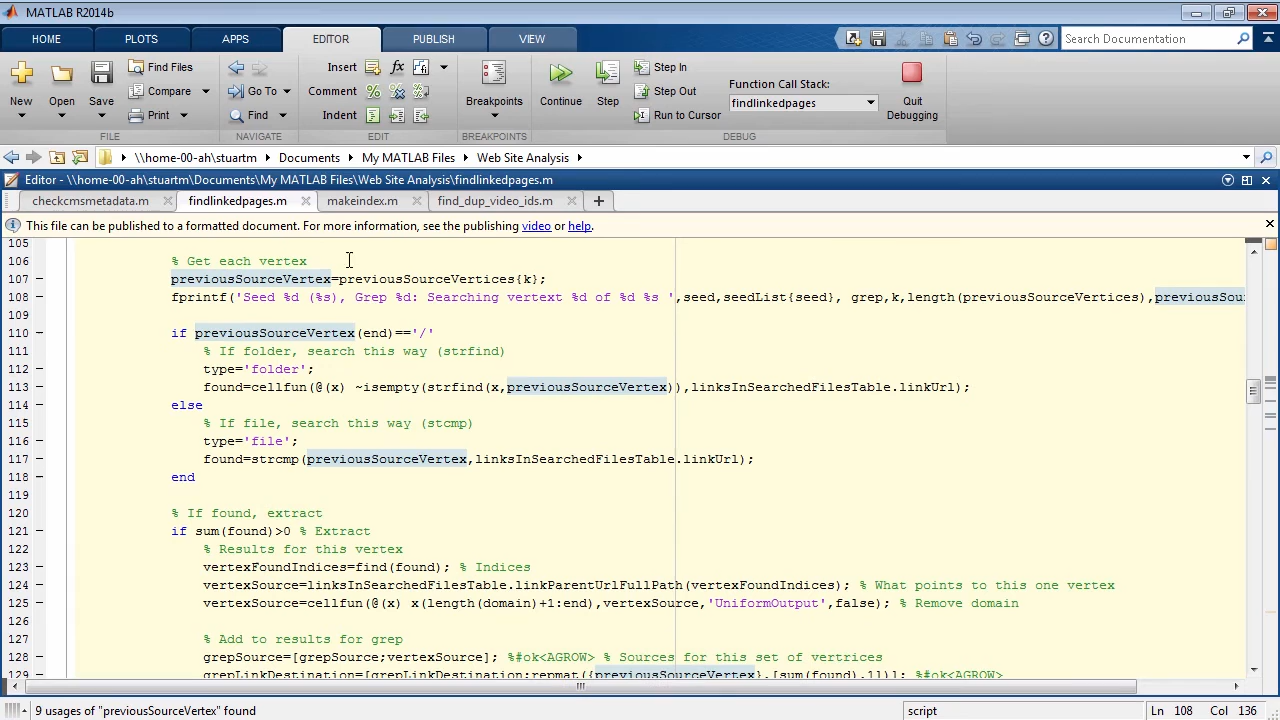 MATLAB R2014b
HOME PLOTS APPS EDITOR PUBLISH VIEW Search Documentation
New Open Save Find Files Compare Print Go To Find Insert Comment Indent Breakpoints Continue Step Step In Step Out Run to Cursor Function Call Stack: findlinkedpages Quit Debugging
FILE NAVIGATE EDIT BREAKPOINTS DEBUG
\\home-00-ah\stuartm Documents My MATLAB Files Web Site Analysis
Editor - \\home-00-ah\stuartm\Documents\My MATLAB Files\Web Site Analysis\findlinkedpages.m
checkcmsmetadata.m findlinkedpages.m makeindex.m find_dup_video_ids.m
This file can be published to a formatted document. For more information, see the publishing video or help.
105
106 % Get each vertex
107 previousSourceVertex=previousSourceVertices{k};
108 fprintf('Seed %d (%s), Grep %d: Searching vertext %d of %d %s ',seed,seedList{seed}, grep,k,length(previousSourceVertices),previousSou
109
110 if previousSourceVertex(end)=='/'
111 % If folder, search this way (strfind)
112 type='folder';
113 found=cellfun(@(x) ~isempty(strfind(x,previousSourceVertex)),linksInSearchedFilesTable.linkUrl);
114 else
115 % If file, search this way (stcmp)
116 type='file';
117 found=strcmp(previousSourceVertex,linksInSearchedFilesTable.linkUrl);
118 end
119
120 % If found, extract
121 if sum(found)>0 % Extract
122 % Results for this vertex
123 vertexFoundIndices=find(found); % Indices
124 vertexSource=linksInSearchedFilesTable.linkParentUrlFullPath(vertexFoundIndices); % What points to this one vertex
125 vertexSource=cellfun(@(x) x(length(domain)+1:end),vertexSource,'UniformOutput',false); % Remove domain
126
127 % Add to results for grep
128 grepSource=[grepSource;vertexSource]; %#ok<AGROW> % Sources for this set of vertrices
129 grepLinkDestination=[grepLinkDestination;repmat({previousSourceVertex},[sum(found),1])]; %#ok<AGROW>
9 usages of "previousSourceVertex" found script Ln 108 Col 136